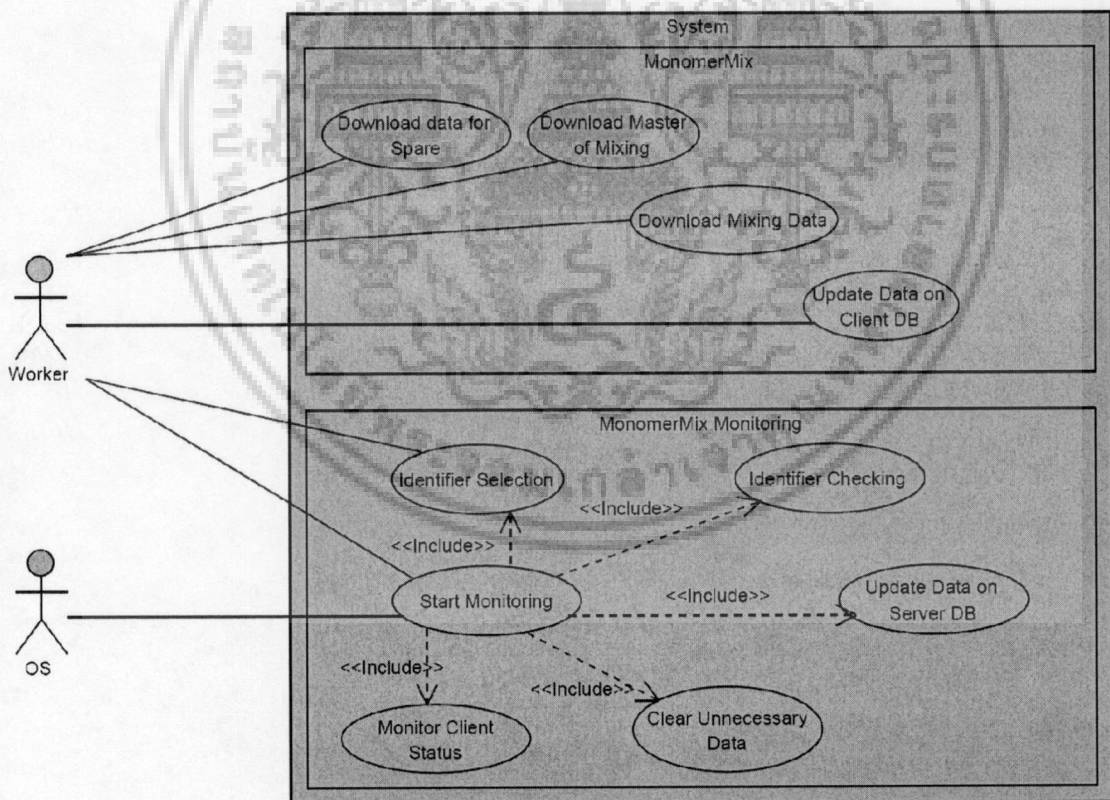 System
MonomerMix
Download data for
Spare
Download Master
of Mixing
Download Mixing Data
Update Data on
Client DB
Worker
MonomerMix Monitoring
Identifier Selection
Identifier Checking
<<Include>>
<<Include>>
Start Monitoring
<<Include>>
Update Data on
Server DB
OS
<<Include>>
<<Include>>
Monitor Client
Status
Clear Unnecessary
Data